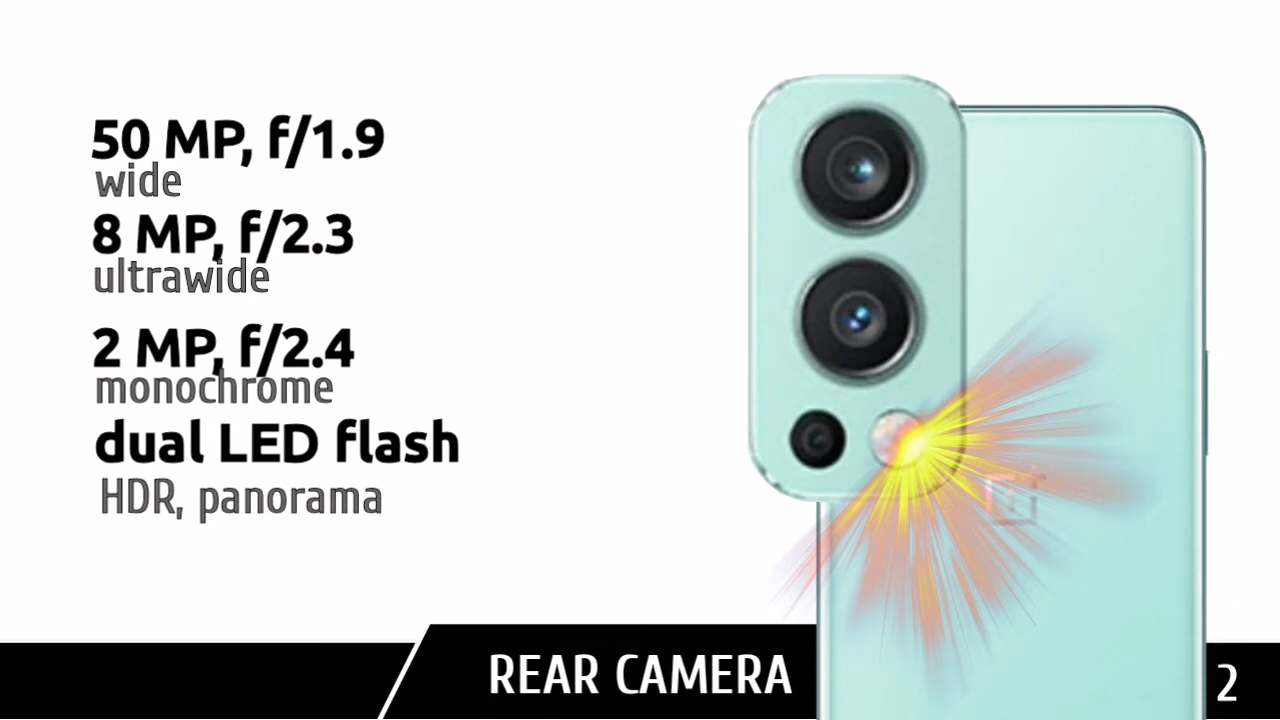 50 MP, f/1.9
wide
8 MP, f/2.3
ultrawide
2 MP, f/2.4
monochrome
dual LED flash
HDR, panorama
REAR CAMERA
2